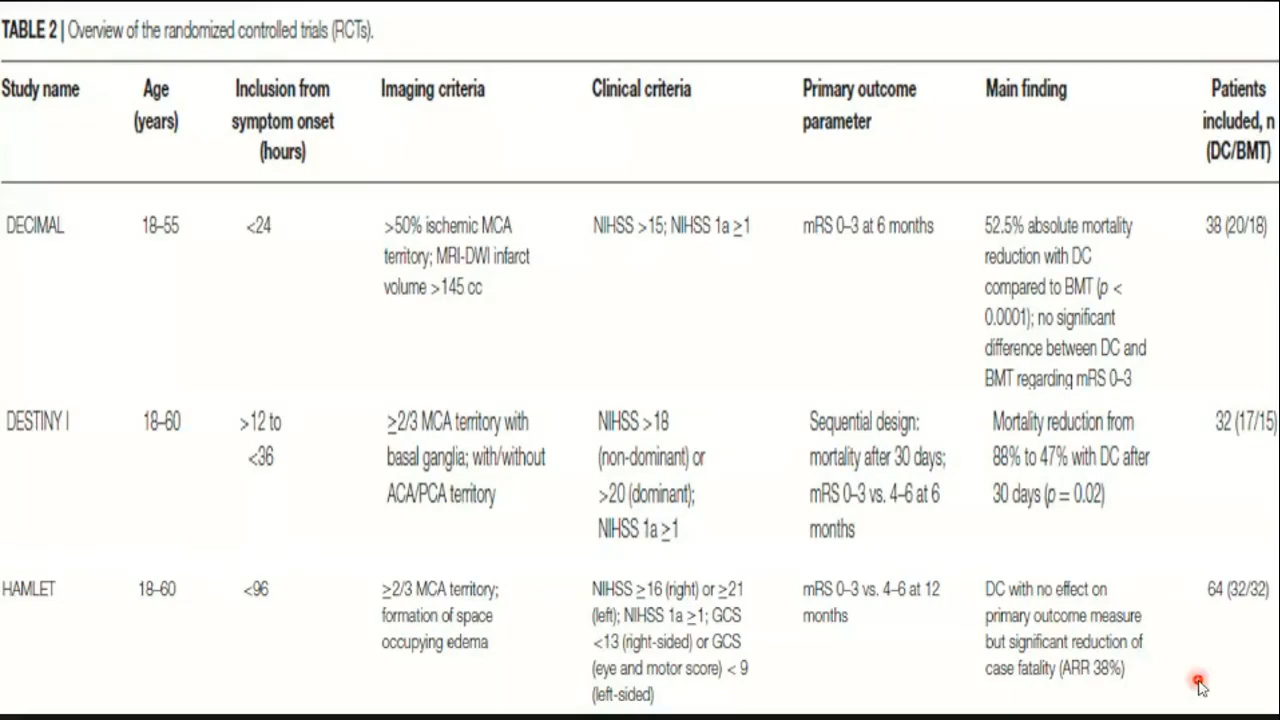 TABLE 2 | Overview of the randomized controlled trials (RCTs).
Study name
Age
(years)
Inclusion from
symptom onset
(hours)
Imaging criteria
Clinical criteria
Primary outcome
parameter
Main finding
Patients
included, n
(DC/BMT)
DECIMAL
18–55
<24
>50% ischemic MCA
territory; MRI-DWI infarct
volume >145 cc
NIHSS >15; NIHSS 1a ≥1
mRS 0–3 at 6 months
52.5% absolute mortality
reduction with DC
compared to BMT (p <
0.0001); no significant
difference between DC and
BMT regarding mRS 0–3
38 (20/18)
DESTINY I
18–60
>12 to
<36
≥2/3 MCA territory with
basal ganglia; with/without
ACA/PCA territory
NIHSS >18
(non-dominant) or
>20 (dominant);
NIHSS 1a ≥1
Sequential design:
mortality after 30 days;
mRS 0–3 vs. 4–6 at 6
months
Mortality reduction from
88% to 47% with DC after
30 days (p = 0.02)
32 (17/15)
HAMLET
18–60
<96
≥2/3 MCA territory;
formation of space
occupying edema
NIHSS ≥16 (right) or ≥21
(left); NIHSS 1a ≥1; GCS
<13 (right-sided) or GCS
(eye and motor score) < 9
(left-sided)
mRS 0–3 vs. 4–6 at 12
months
DC with no effect on
primary outcome measure
but significant reduction of
case fatality (ARR 38%)
64 (32/32)